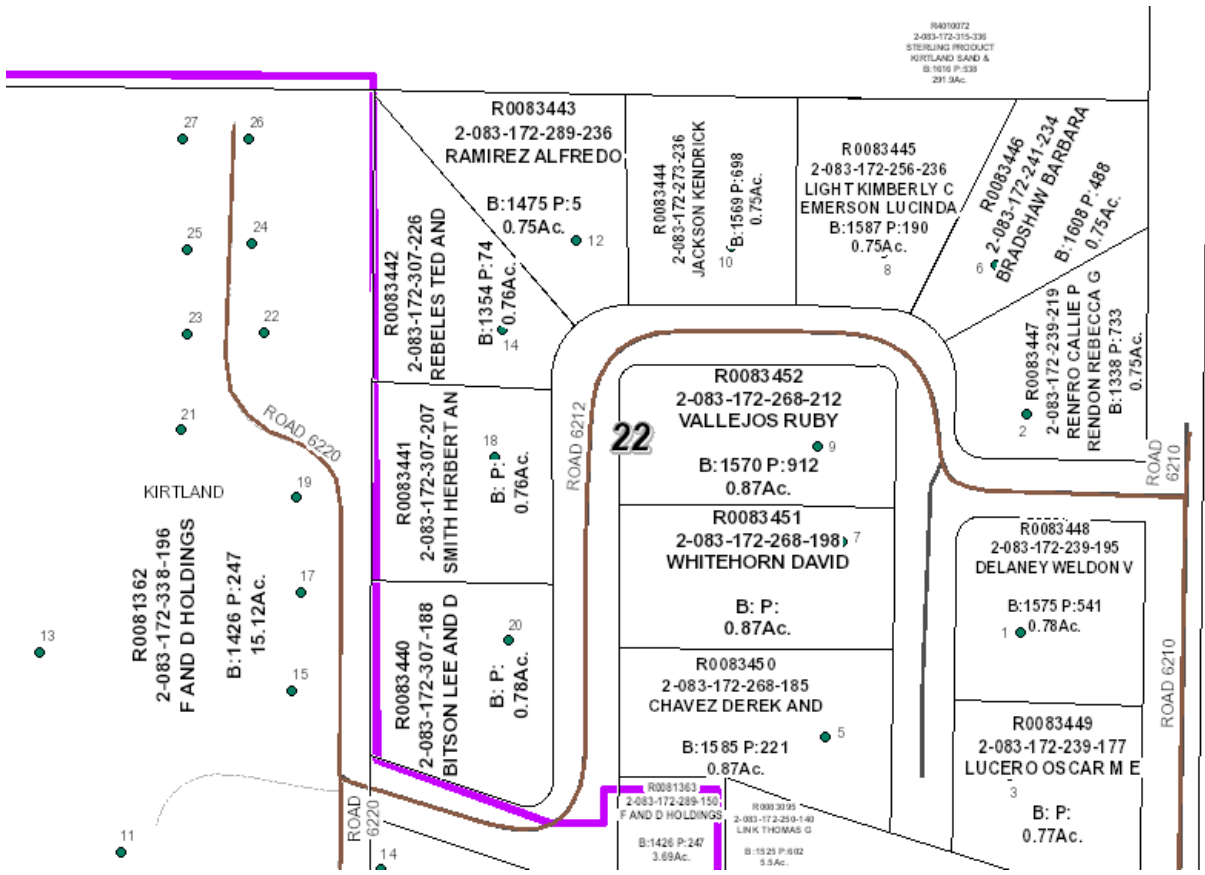 R4010072
2-083-172-315-336
STERLING PRODUCT
KIRTLAND SAND &
B:1616 P:538
291.9Ac.
27
26
25
24
23
22
21
19
17
15
13
11
14
ROAD 6220
KIRTLAND
R0081362
2-083-172-338-196
F AND D HOLDINGS
B:1426 P:247
15.12Ac.
ROAD
6220
R0083443
2-083-172-289-236
RAMIREZ ALFREDO
B:1475 P:5
0.75Ac.
12
R0083444
2-083-172-273-236
JACKSON KENDRICK
B:1569 P:698
0.75Ac.
10
R0083445
2-083-172-256-236
LIGHT KIMBERLY C
EMERSON LUCINDA
B:1587 P:190
0.75Ac.
8
R0083446
2-083-172-241-234
BRADSHAW BARBARA
B:1608 P:488
0.75Ac.
6
R0083447
2-083-172-239-219
RENFRO CALLIE P
RENDON REBECCA G
B:1338 P:733
0.75Ac.
2
R0083442
2-083-172-307-226
REBELES TED AND
B:1354 P:74
0.76Ac.
14
R0083441
2-083-172-307-207
SMITH HERBERT AN
B: P:
0.76Ac.
18
R0083440
2-083-172-307-188
BITSON LEE AND D
B: P:
0.78Ac.
20
ROAD 6212
22
R0083452
2-083-172-268-212
VALLEJOS RUBY
B:1570 P:912
0.87Ac.
9
R0083451
2-083-172-268-198
WHITEHORN DAVID
B: P:
0.87Ac.
7
R0083450
2-083-172-268-185
CHAVEZ DEREK AND
B:1585 P:221
0.87Ac.
5
ROAD
6210
R0083448
2-083-172-239-195
DELANEY WELDON V
B:1575 P:541
0.78Ac.
1
ROAD 6210
R0083449
2-083-172-239-177
LUCERO OSCAR M E
B: P:
0.77Ac.
3
R0081363
2-083-172-289-150
F AND D HOLDINGS
B:1426 P:247
3.69Ac.
R0083095
2-083-172-250-140
LINK THOMAS G
B:1525 P:602
5.5Ac.